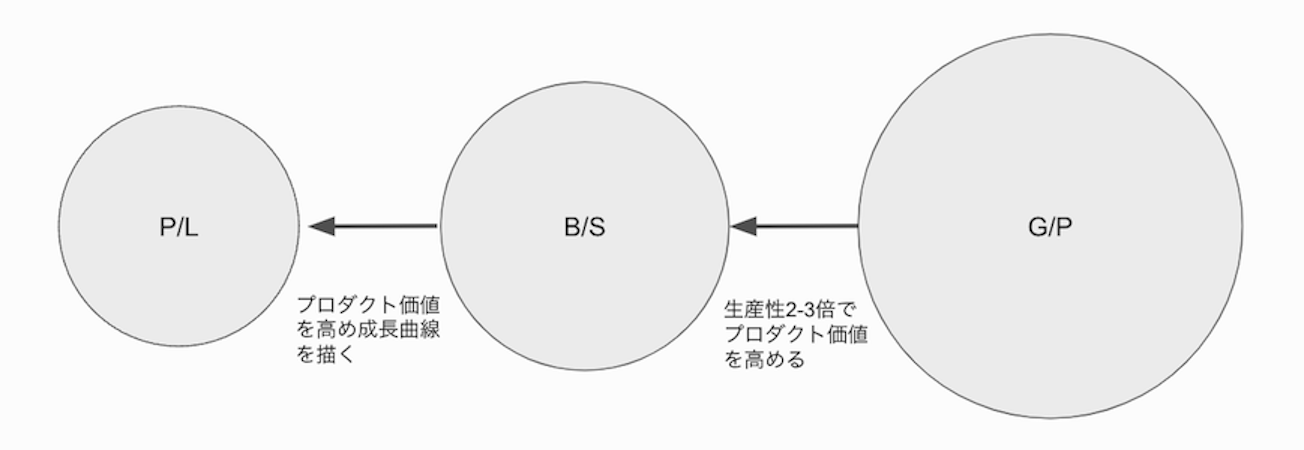 P/L
B/S
G/P
プロダクト価値
を高め成長曲線
を描く
生産性2-3倍で
プロダクト価値
を高める